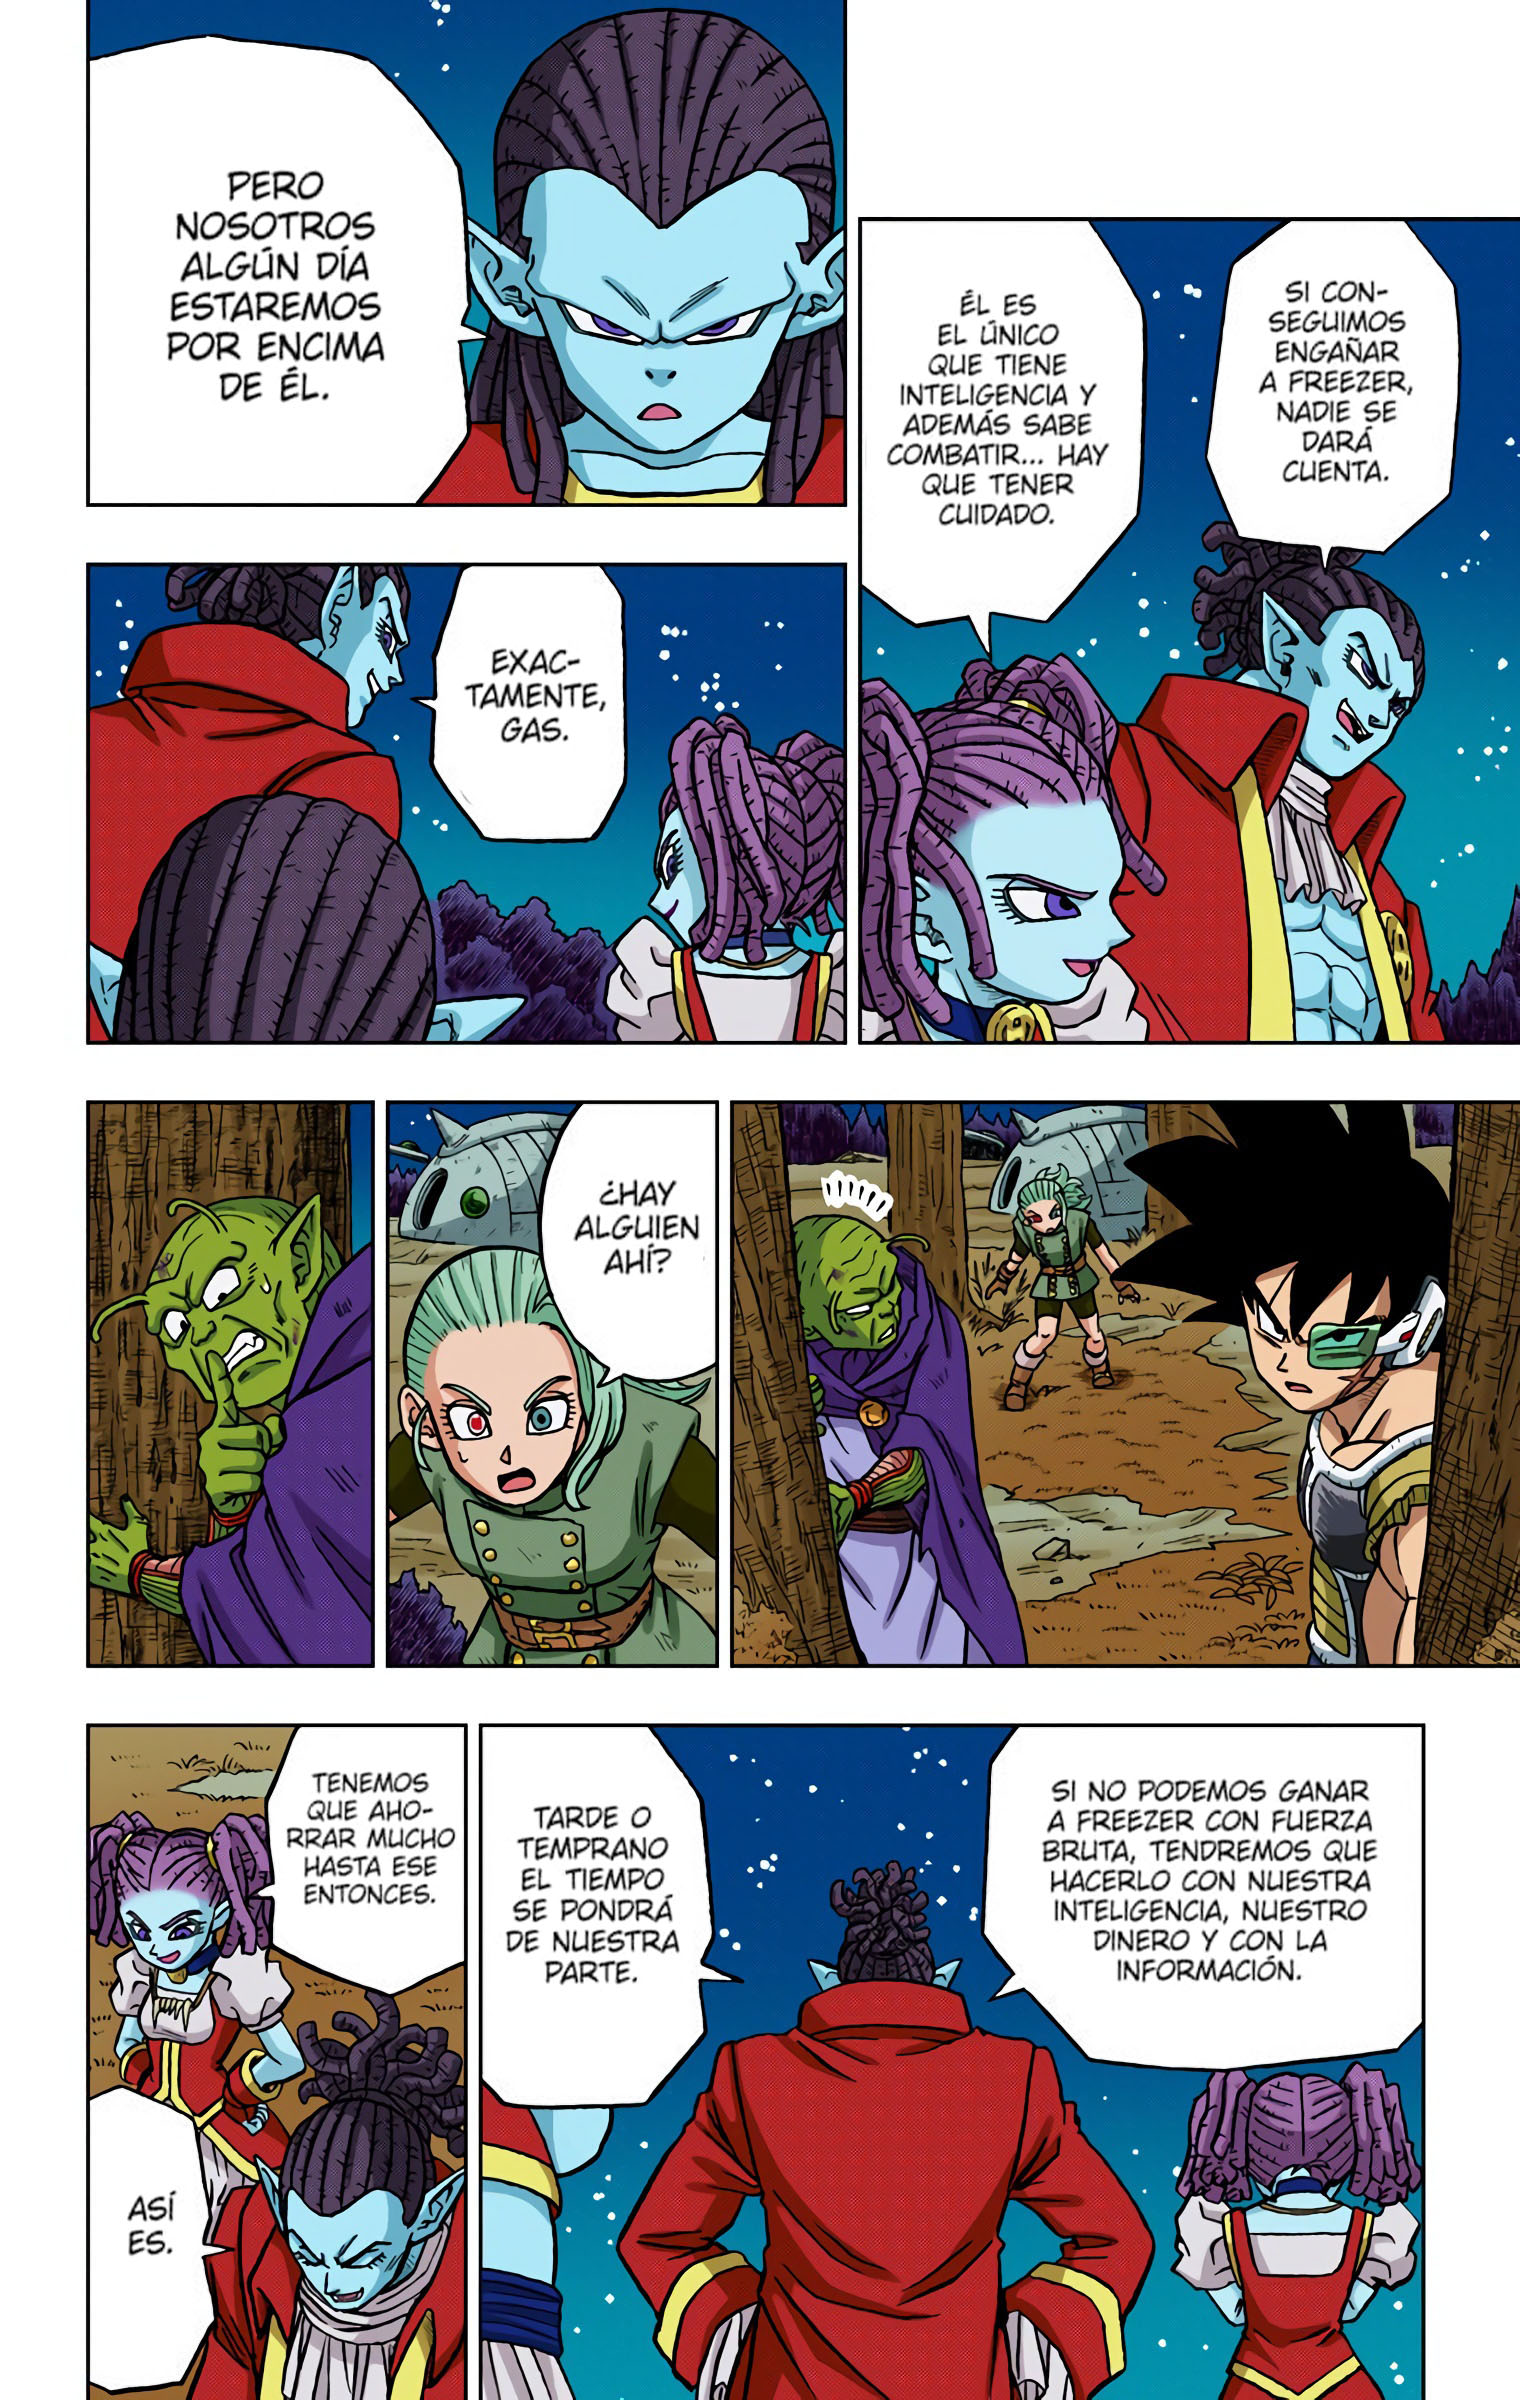 SI CON-
SEGUIMOS
ENGAÑAR
A FREEZER,
NADIE SE
DARÁ
CUENTA.
ÉL ES
EL ÚNICO
QUE TIENE
INTELIGENCIA Y
ADEMÁS SABE
COMBATIR... HAY
QUE TENER
CUIDADO.
PERO
NOSOTROS
ALGÚN DÍA
ESTAREMOS
POR ENCIMA
DE ÉL.
EXAC-
TAMENTE,
GAS.
¿HAY
ALGUIEN
AHÍ?
SI NO PODEMOS GANAR
A FREEZER CON FUERZA
BRUTA, TENDREMOS QUE
HACERLO CON NUESTRA
INTELIGENCIA, NUESTRO
DINERO Y CON LA
INFORMACIÓN.
TARDE O
TEMPRANO
EL TIEMPO
SE PONDRÁ
DE NUESTRA
PARTE.
TENEMOS
QUE AHO-
RRAR MUCHO
HASTA ESE
ENTONCES.
ASÍ
ES.